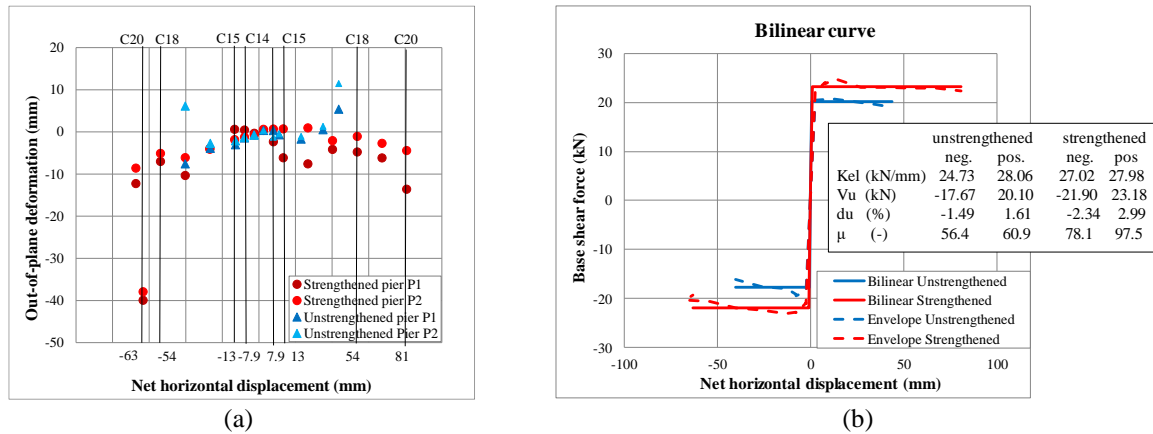 C20 C18 C15 C14 C15 C18 C20
20
10
0
-10
-20
-30
-40
-50
Out-of-plane deformation (mm)
Strengthened pier P1
Strengthened pier P2
Unstrengthened pier P1
Unstrengthened Pier P2
-63 -54 -13 -7.9 7.9 13 54 81
Net horizontal displacement (mm)
(a)
Bilinear curve
30
20
10
0
-10
-20
-30
Base shear force (kN)
unstrengthened strengthened
neg. pos. neg. pos
Kel (kN/mm) 24.73 28.06 27.02 27.98
Vu (kN) -17.67 20.10 -21.90 23.18
du (%) -1.49 1.61 -2.34 2.99
μ (-) 56.4 60.9 78.1 97.5
Bilinear Unstrengthened
Bilinear Strengthened
Envelope Unstrengthened
Envelope Strengthened
-100 -50 0 50 100
Net horizontal displacement (mm)
(b)